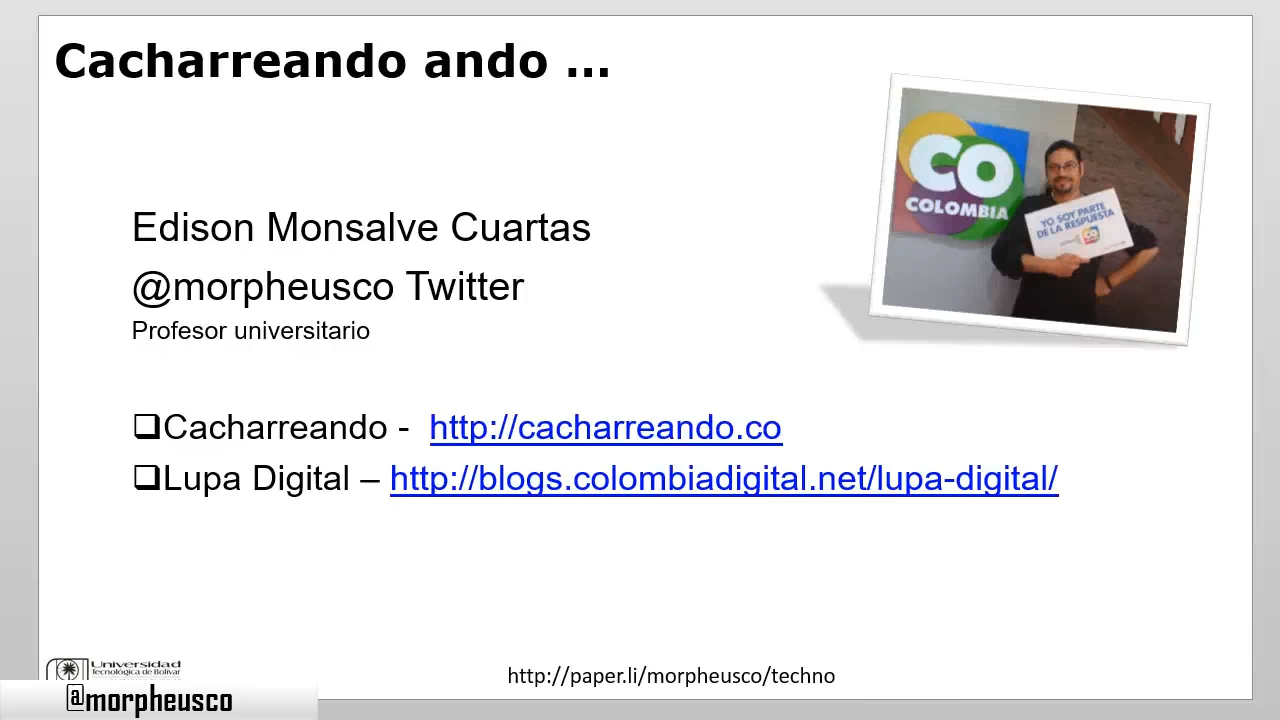 Cacharreando ando ...
CO
COLOMBIA
YO SOY PARTE
DE LA RESPUESTA
CO
Edison Monsalve Cuartas
@morpheusco Twitter
Profesor universitario
Cacharreando - http://cacharreando.co
Lupa Digital – http://blogs.colombiadigital.net/lupa-digital/
Universidad
Tecnológica de Bolívar
http://paper.li/morpheusco/techno
@morpheusco